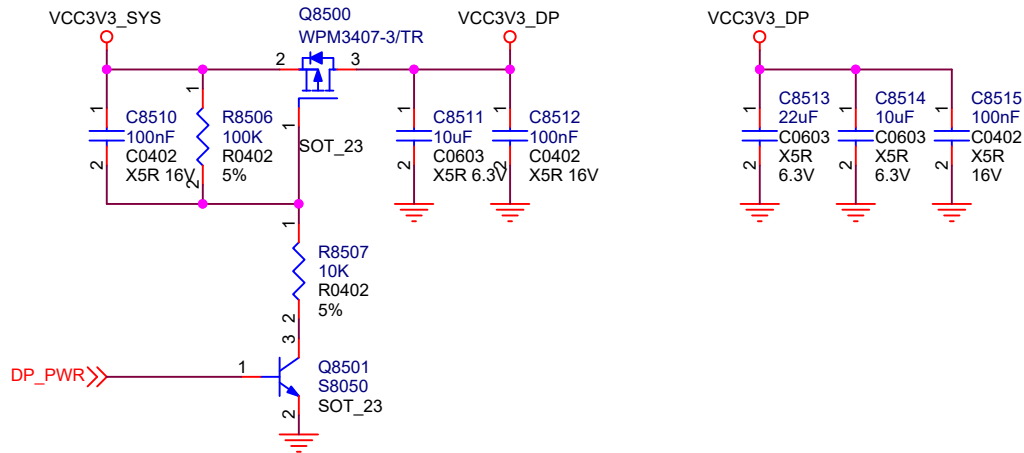 VCC3V3_SYS
Q8500
WPM3407-3/TR
2
3
1
SOT_23
VCC3V3_DP
1
C8510
100nF
C0402
X5R 16V
2
1
R8506
100K
R0402
5%
2
1
C8511
10uF
C0603
X5R 6.3V
2
1
C8512
100nF
C0402
X5R 16V
2
1
R8507
10K
R0402
5%
2
DP_PWR
1
3
Q8501
S8050
SOT_23
2
VCC3V3_DP
1
C8513
22uF
C0603
X5R
6.3V
2
1
C8514
10uF
C0603
X5R
6.3V
2
1
C8515
100nF
C0402
X5R
16V
2